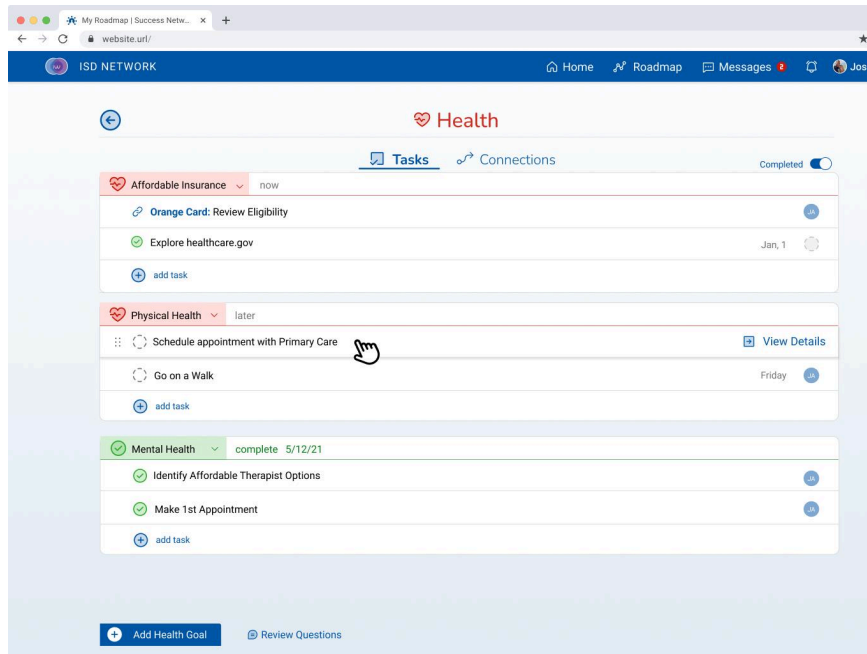 My Roadmap | Success Netw...
website.url/
ISD NETWORK
Home
Roadmap
Messages 2
Jos
Health
Tasks
Connections
Completed
Affordable Insurance now
Orange Card: Review Eligibility JA
Explore healthcare.gov Jan, 1
add task
Physical Health later
Schedule appointment with Primary Care View Details
Go on a Walk Friday JA
add task
Mental Health complete 5/12/21
Identify Affordable Therapist Options JA
Make 1st Appointment JA
add task
Add Health Goal
Review Questions